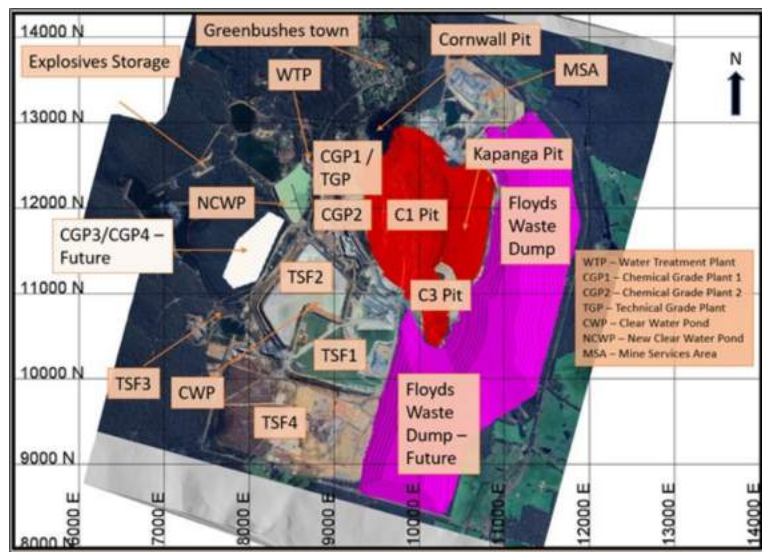 14000 N
Greenbushes town
Cornwall Pit
Explosives Storage
WTP
MSA
N
13000 N
CGP1 /
TGP
Kapanga Pit
12000 N
NCWP
CGP2
C1 Pit
Floyds
Waste
Dump
CGP3/CGP4 –
Future
WTP – Water Treatment Plant
CGP1 – Chemical Grade Plant 1
CGP2 – Chemical Grade Plant 2
TGP – Technical Grade Plant
CWP – Clear Water Pond
NCWP – New Clear Water Pond
MSA – Mine Services Area
TSF2
11000 N
C3 Pit
TSF1
10000 N
TSF3
CWP
TSF4
Floyds
Waste
Dump –
Future
9000 N
8000 N
6000 E
7000 E
8000 E
9000 E
10000 E
11000 E
12000 E
13000 E
14000 E